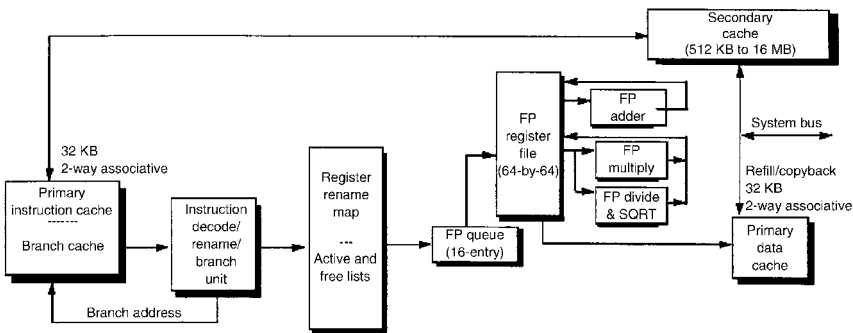 Secondary
cache
(512 KB to 16 MB)
FP
adder
FP
register
file
(64-by-64)
System bus
32 KB
2-way associative
FP
multiply
Refill/copyback
32 KB
2-way associative
Primary
instruction cache
-------
Branch cache
Instruction
decode/
rename/
branch
unit
Register
rename
map
---
Active and
free lists
FP divide
& SQRT
FP queue
(16-entry)
Primary
data
cache
Branch address